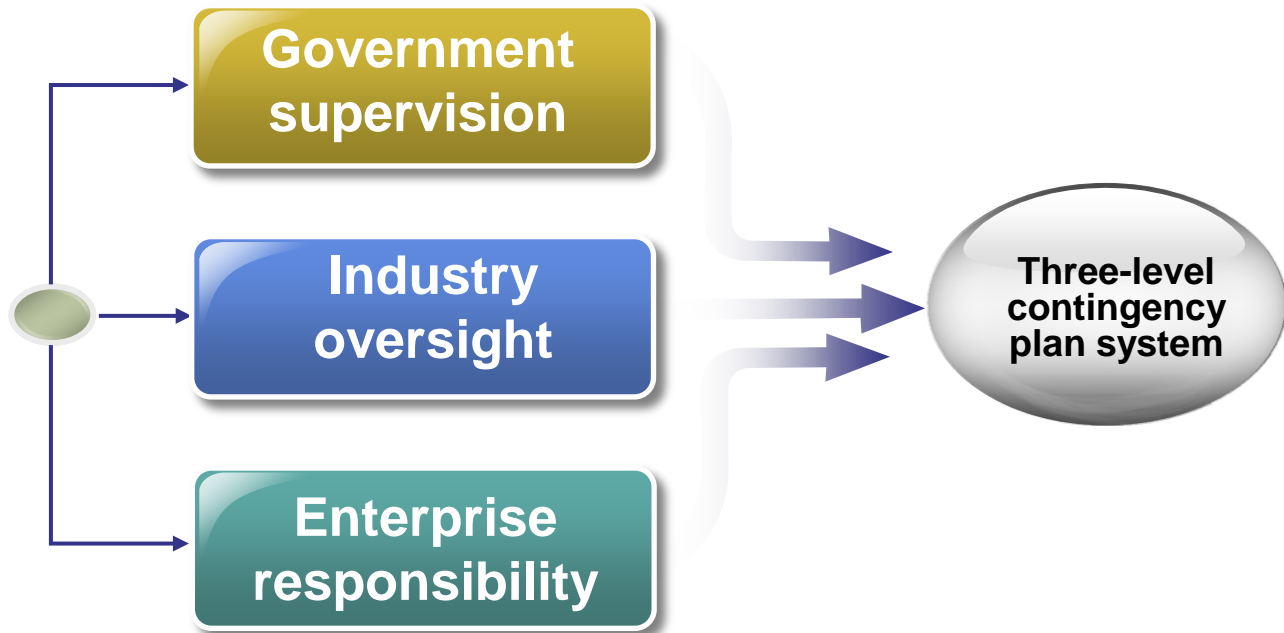 Government
supervision
Industry
oversight
Enterprise
responsibility
Three-level
contingency
plan system